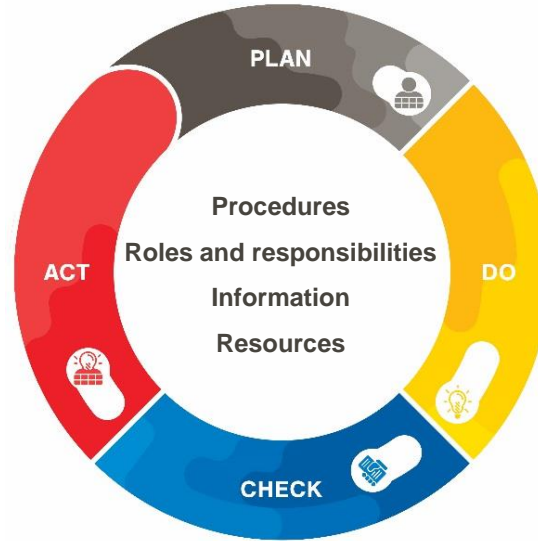 PLAN
Procedures
Roles and responsibilities
ACT
DO
Information
Resources
CHECK